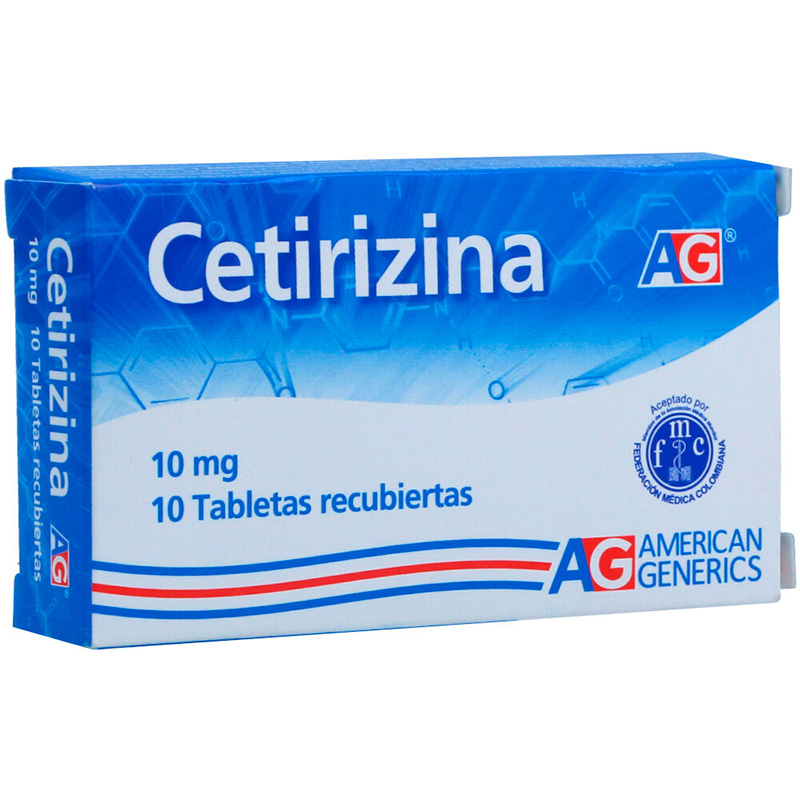 Cetirizina
AG®
10 mg
10 Tabletas recubiertas
Aceptado por
f m c
FEDERACIÓN MÉDICA COLOMBIANA
AG AMERICAN
GENERICS
Cetirizina
10 mg 10 Tabletas recubiertas
AG®